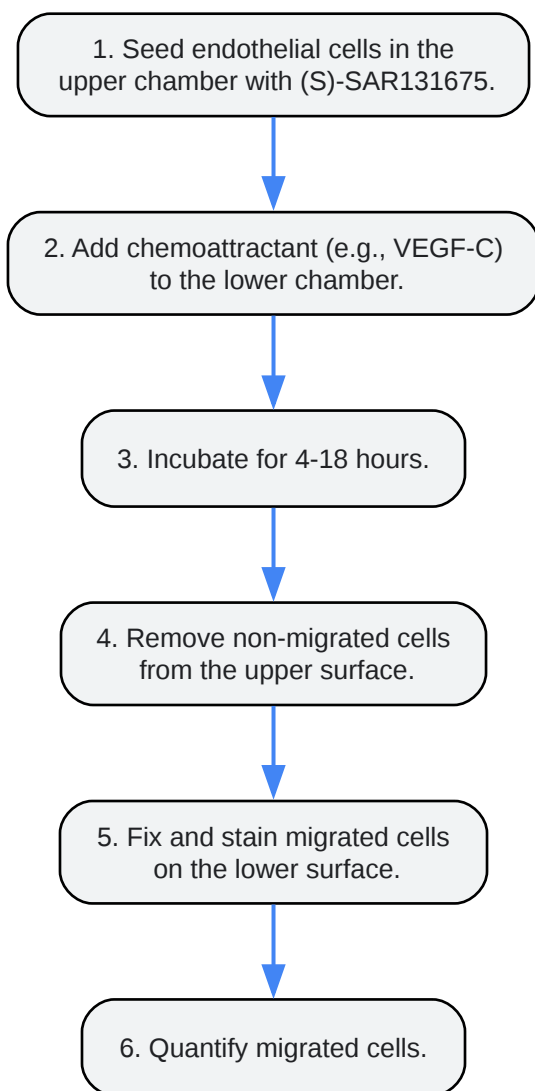 1. Seed endothelial cells in the
upper chamber with (S)-SAR131675.
2. Add chemoattractant (e.g., VEGF-C)
to the lower chamber.
3. Incubate for 4-18 hours.
4. Remove non-migrated cells
from the upper surface.
5. Fix and stain migrated cells
on the lower surface.
6. Quantify migrated cells.